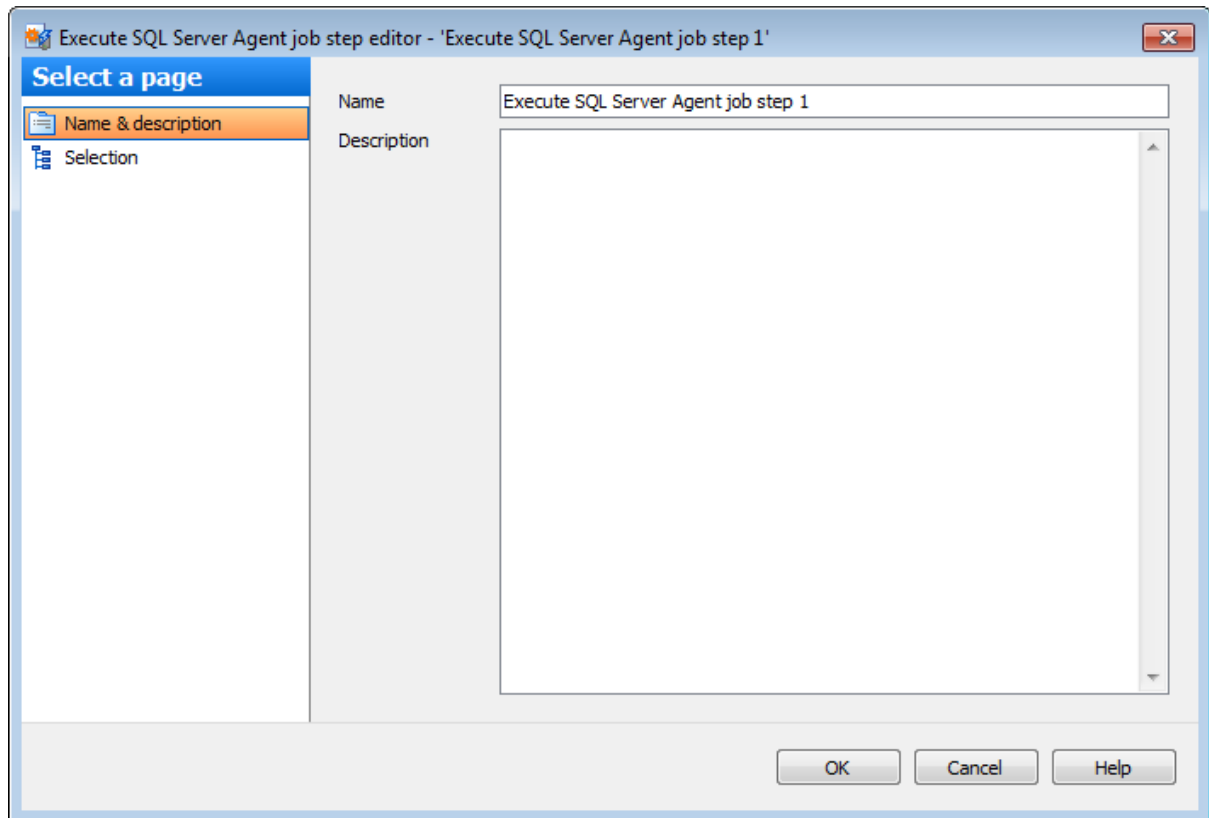 Execute SQL Server Agent job step editor - 'Execute SQL Server Agent job step 1'
Select a page
Name & description
Selection
Name
Execute SQL Server Agent job step 1
Description
OK
Cancel
Help